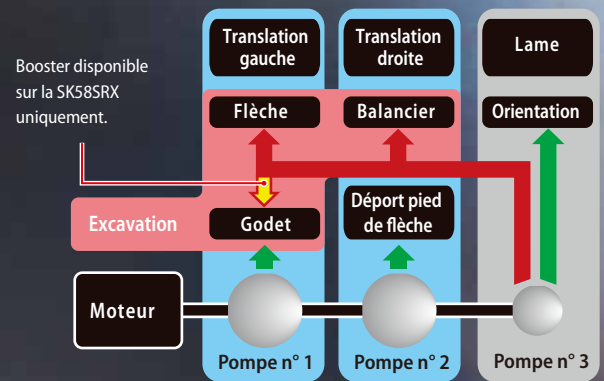 Booster disponible
sur la SK58SRX
uniquement.
Translation
gauche
Translation
droite
Lame
Flèche
Balancier
Orientation
Excavation
Godet
Déport pied
de flèche
Moteur
Pompe n° 1
Pompe n° 2
Pompe n° 3